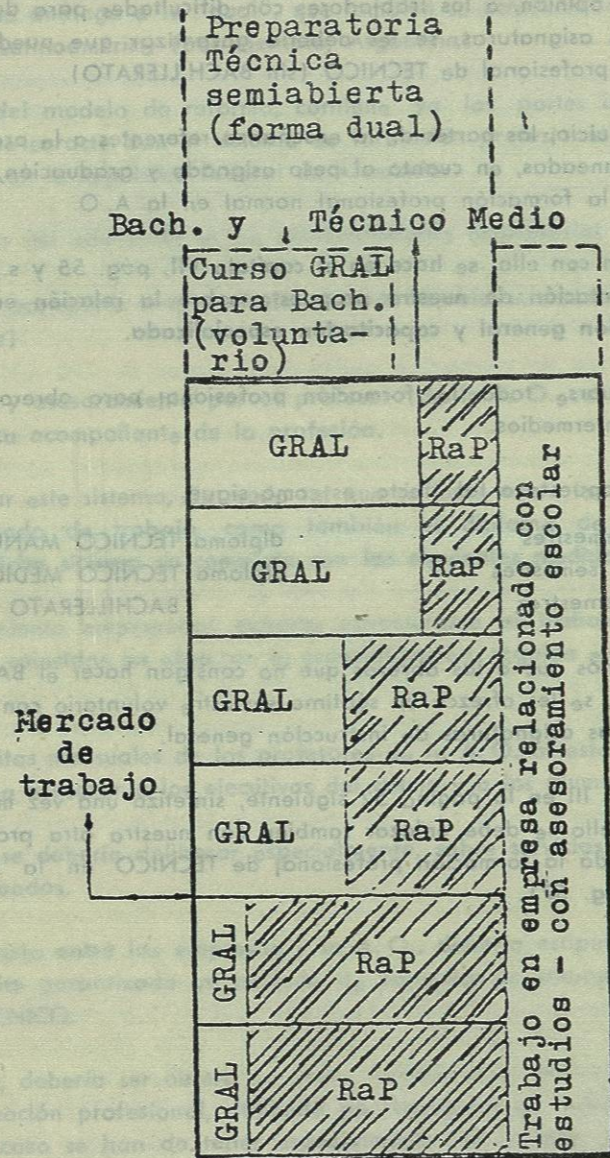 Preparatoria
Técnica
semiabierta
(forma dual)
Bach. y Técnico Medio
Curso GRAL
para Bach.
(volunta-
rio)
GRAL RaP
GRAL RaP
GRAL RaP
Mercado
de
trabajo
GRAL RaP
GRAL RaP
GRAL RaP
Trabajo en empresa relacionado con
estudios - con asesoramiento escolar